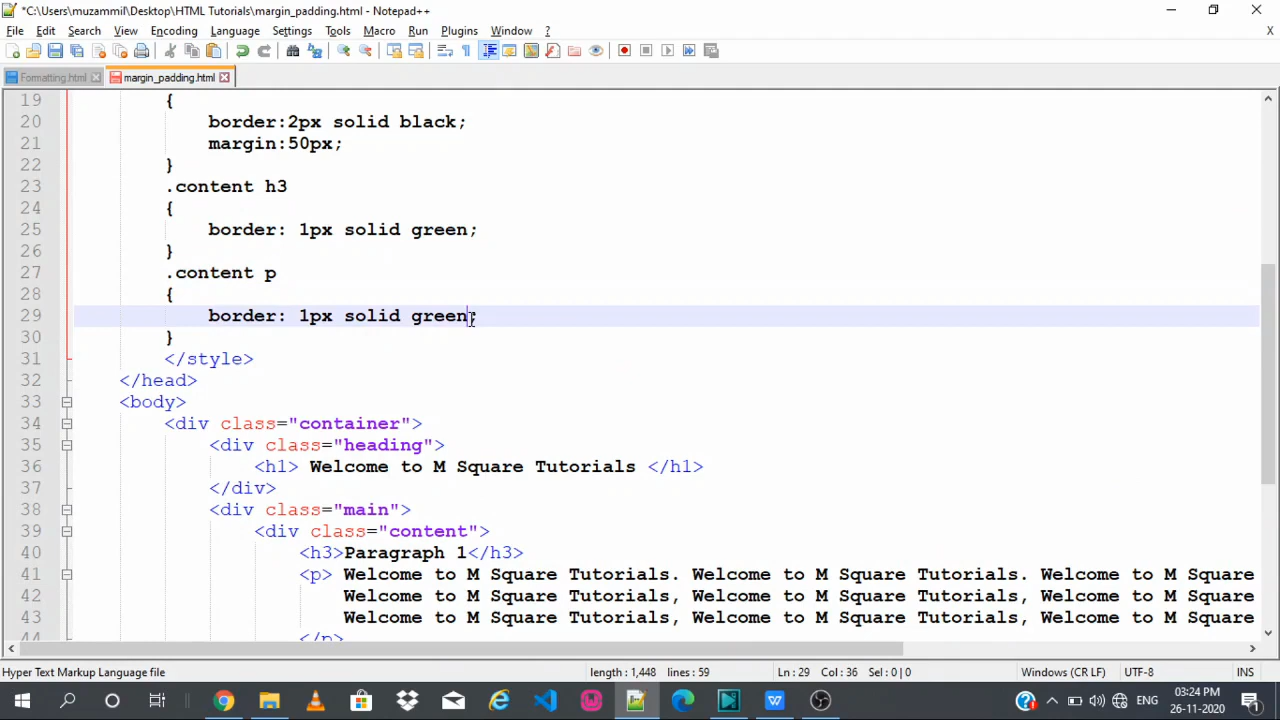 *C:\Users\muzammil\Desktop\HTML Tutorials\margin_padding.html - Notepad++
File Edit Search View Encoding Language Settings Tools Macro Run Plugins Window ? X
Formatting.html margin_padding.html
19 {
20 border:2px solid black;
21 margin:50px;
22 }
23 .content h3
24 {
25 border: 1px solid green;
26 }
27 .content p
28 {
29 border: 1px solid green;
30 }
31 </style>
32 </head>
33 <body>
34 <div class="container">
35 <div class="heading">
36 <h1> Welcome to M Square Tutorials </h1>
37 </div>
38 <div class="main">
39 <div class="content">
40 <h3>Paragraph 1</h3>
41 <p> Welcome to M Square Tutorials. Welcome to M Square Tutorials. Welcome to M Square
42 Welcome to M Square Tutorials, Welcome to M Square Tutorials, Welcome to M Square
43 Welcome to M Square Tutorials, Welcome to M Square Tutorials, Welcome to M Square
44 </p>
Hyper Text Markup Language file length : 1,448 lines : 59 Ln : 29 Col : 36 Sel : 0 | 0 Windows (CR LF) UTF-8 INS
ENG 03:24 PM
26-11-2020